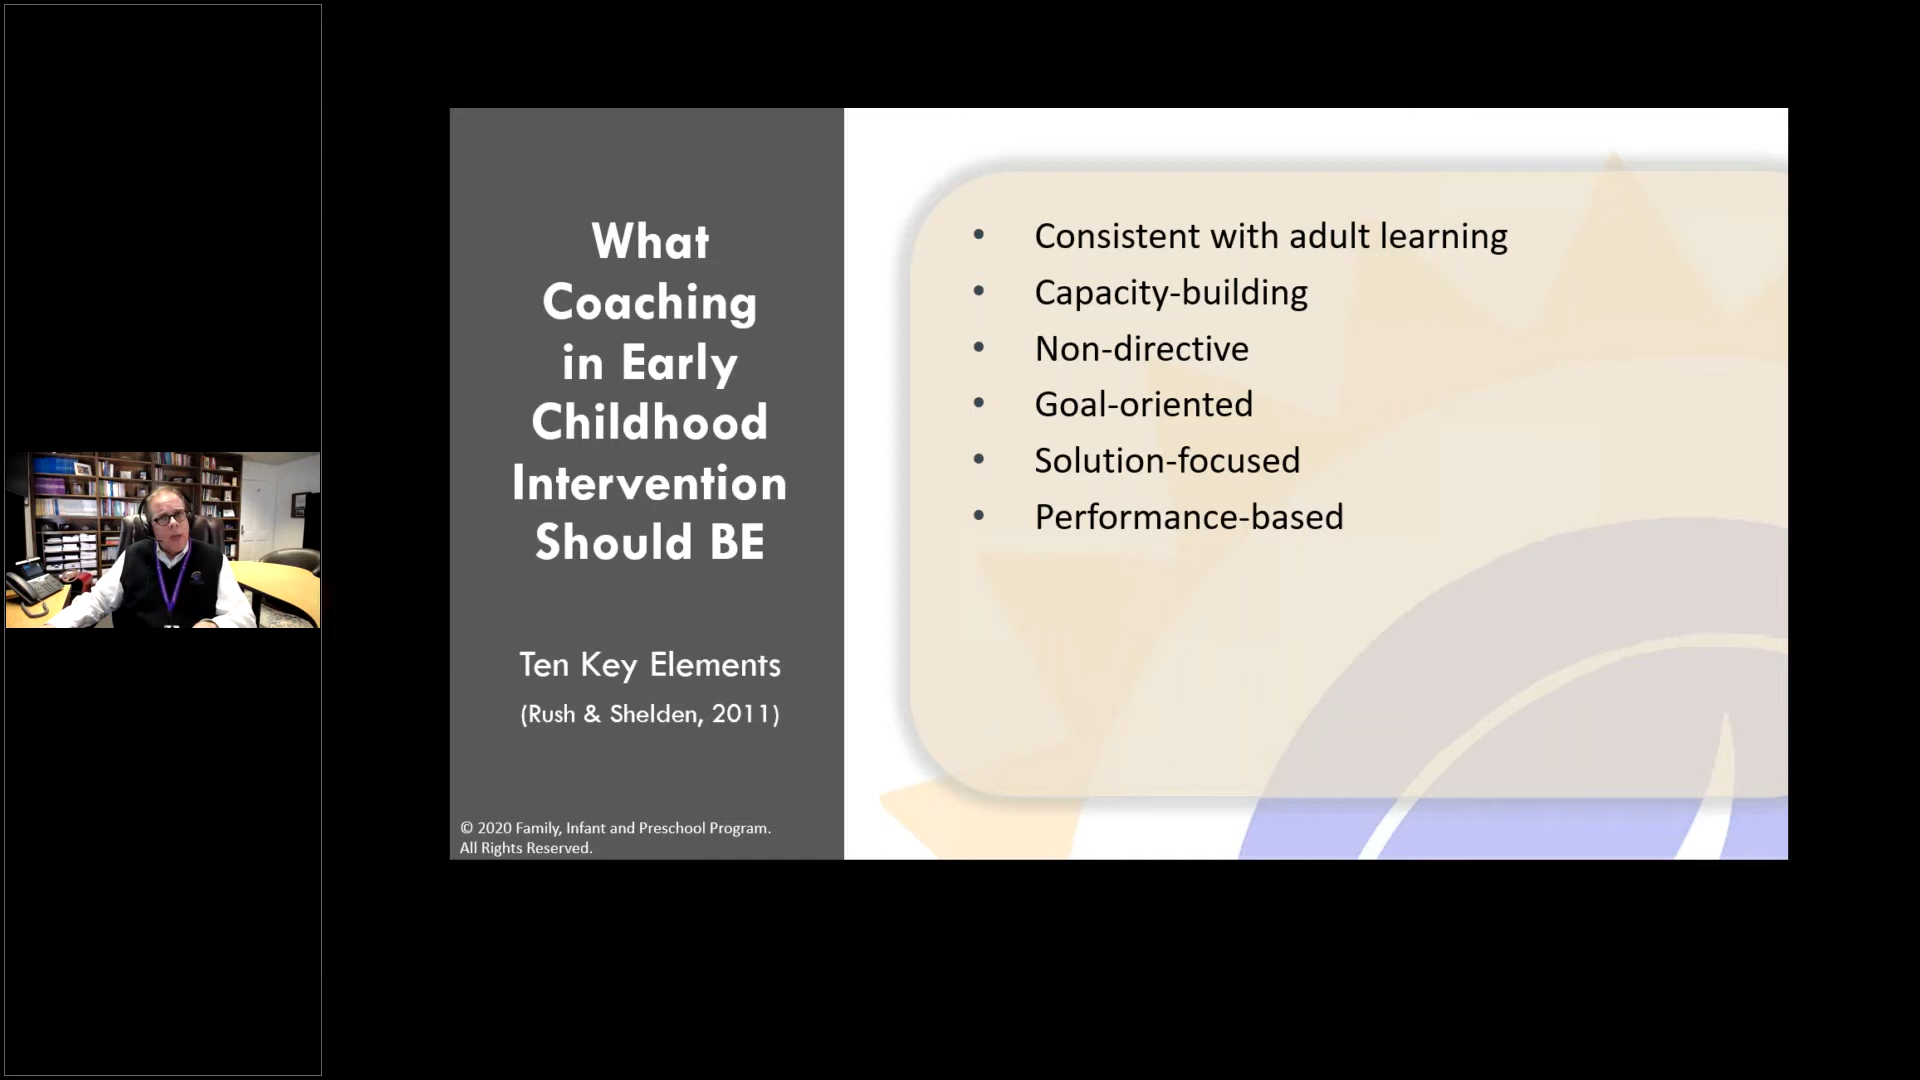 What
Coaching
in Early
Childhood
Intervention
Should BE
Ten Key Elements
(Rush & Shelden, 2011)
© 2020 Family, Infant and Preschool Program.
All Rights Reserved.
• Consistent with adult learning
• Capacity-building
• Non-directive
• Goal-oriented
• Solution-focused
• Performance-based